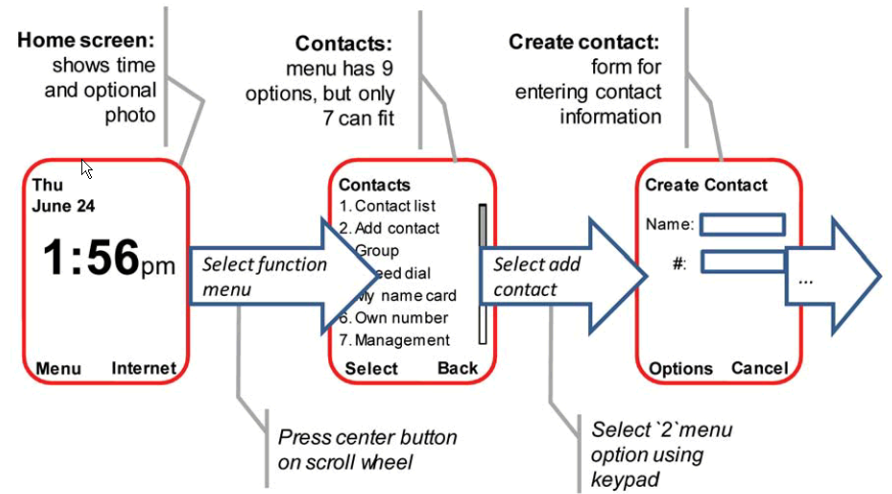 Home screen:
shows time
and optional
photo
Contacts:
menu has 9
options, but only
7 can fit
Create contact:
form for
entering contact
information
Thu
June 24
1:56pm
Menu Internet
Select function
menu
Contacts
1. Contact list
2. Add contact
Group
eed dial
My name card
6. Own number
7. Management
Select Back
Select add
contact
Create Contact
Name:
#:
Options Cancel
...
Press center button
on scroll wheel
Select `2`menu
option using
keypad